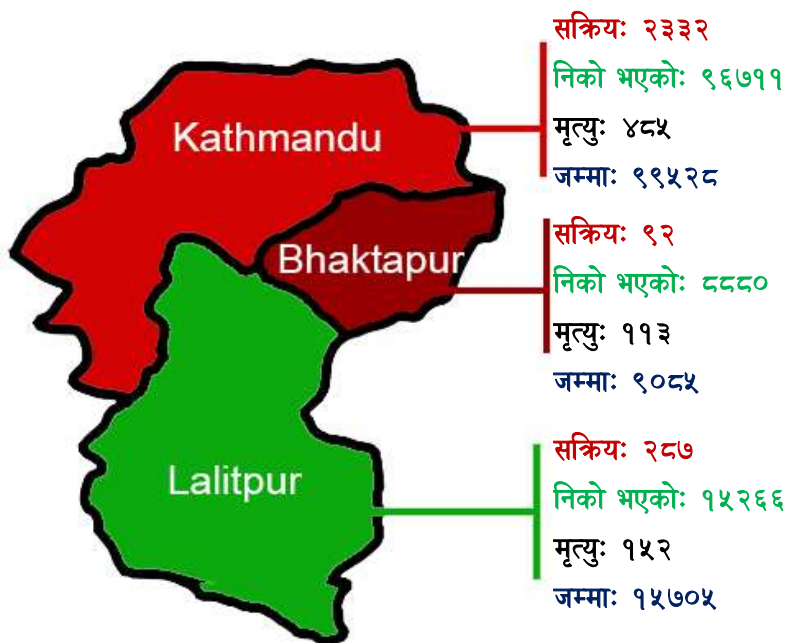 Kathmandu
सक्रियः २३३२
निको भएकोः ९६७११
मृत्युः ४८५
जम्माः ९९५२८
Bhaktapur
सक्रियः ९२
निको भएकोः ८८८०
मृत्युः ११३
जम्माः ९०८५
Lalitpur
सक्रियः २८७
निको भएकोः १५२६६
मृत्युः १५२
जम्माः १५७०५